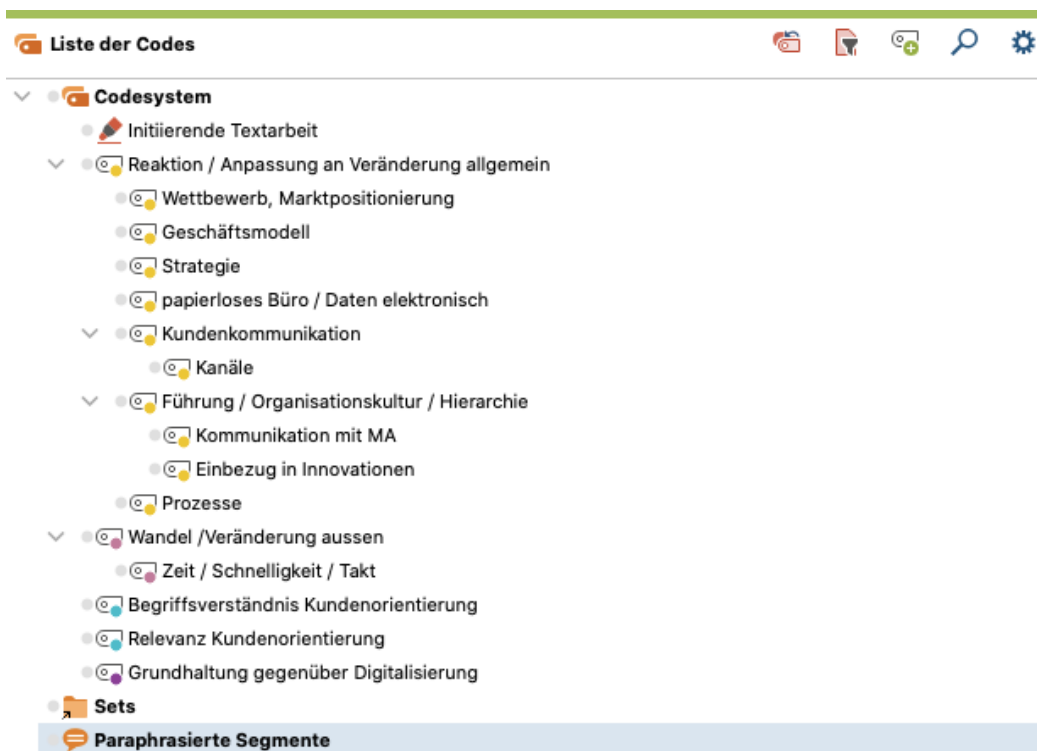 Liste der Codes
Codesystem
Initiierende Textarbeit
Reaktion / Anpassung an Veränderung allgemein
Wettbewerb, Marktpositionierung
Geschäftsmodell
Strategie
papierloses Büro / Daten elektronisch
Kundenkommunikation
Kanäle
Führung / Organisationskultur / Hierarchie
Kommunikation mit MA
Einbezug in Innovationen
Prozesse
Wandel /Veränderung aussen
Zeit / Schnelligkeit / Takt
Begriffsverständnis Kundenorientierung
Relevanz Kundenorientierung
Grundhaltung gegenüber Digitalisierung
Sets
Paraphrasierte Segmente